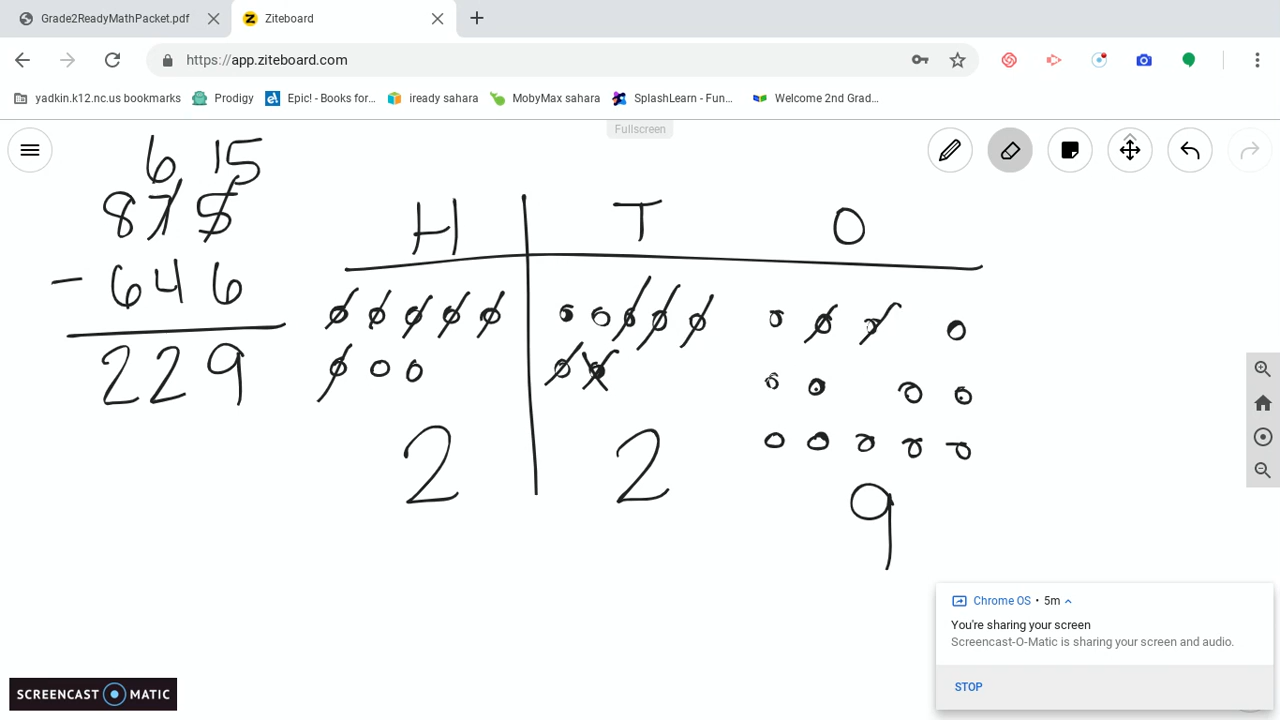 Grade2ReadyMathPacket.pdf
Ziteboard
https://app.ziteboard.com
yadkin.k12.nc.us bookmarks
Prodigy
Epic! - Books for...
iready sahara
MobyMax sahara
SplashLearn - Fun...
Welcome 2nd Grad...
Fullscreen
6 15
875
- 646
229
H T O
2 2 9
Chrome OS • 5m
You're sharing your screen
Screencast-O-Matic is sharing your screen and audio.
STOP
SCREENCAST O MATIC